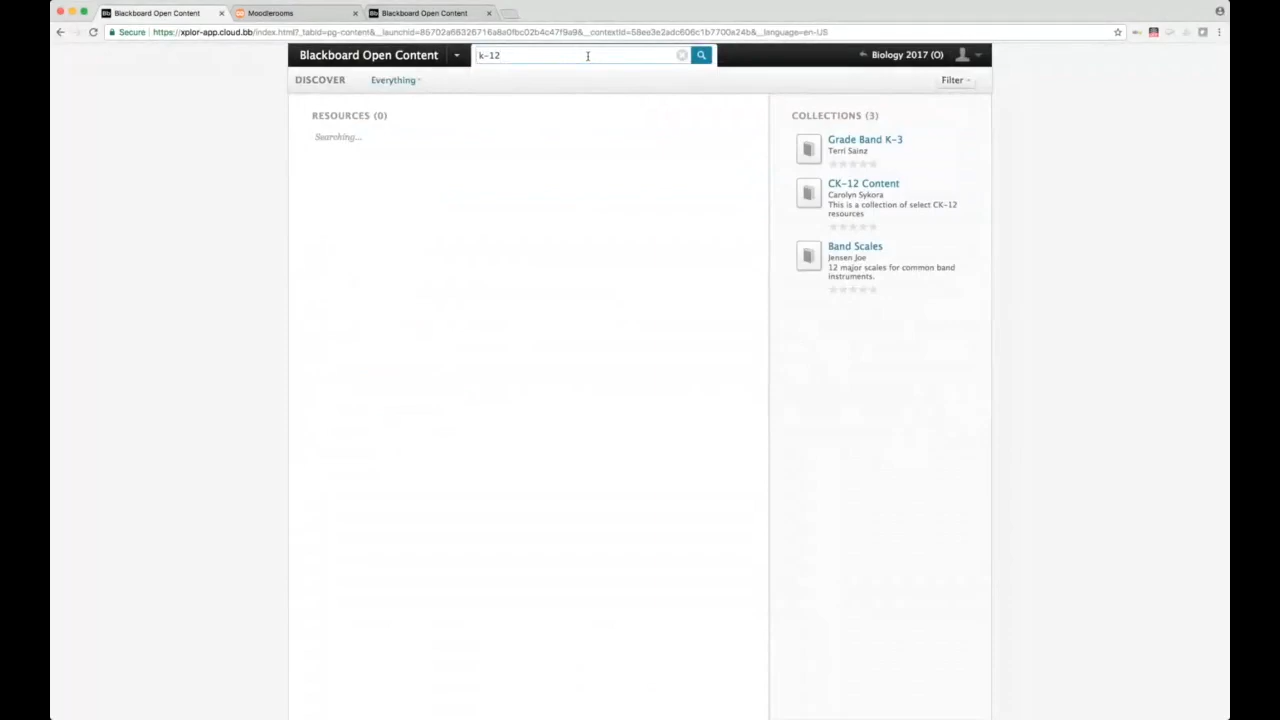 Blackboard Open Content
Moodlerooms
Blackboard Open Content
Secure
Blackboard Open Content
k-12
Biology 2017 (O)
DISCOVER
Everything
Filter
RESOURCES (0)
Searching...
COLLECTIONS (3)
Grade Band K-3
Terri Sainz
CK-12 Content
Carolyn Sykora
This is a collection of select CK-12
resources
Band Scales
Jensen Joe
12 major scales for common band
instruments.